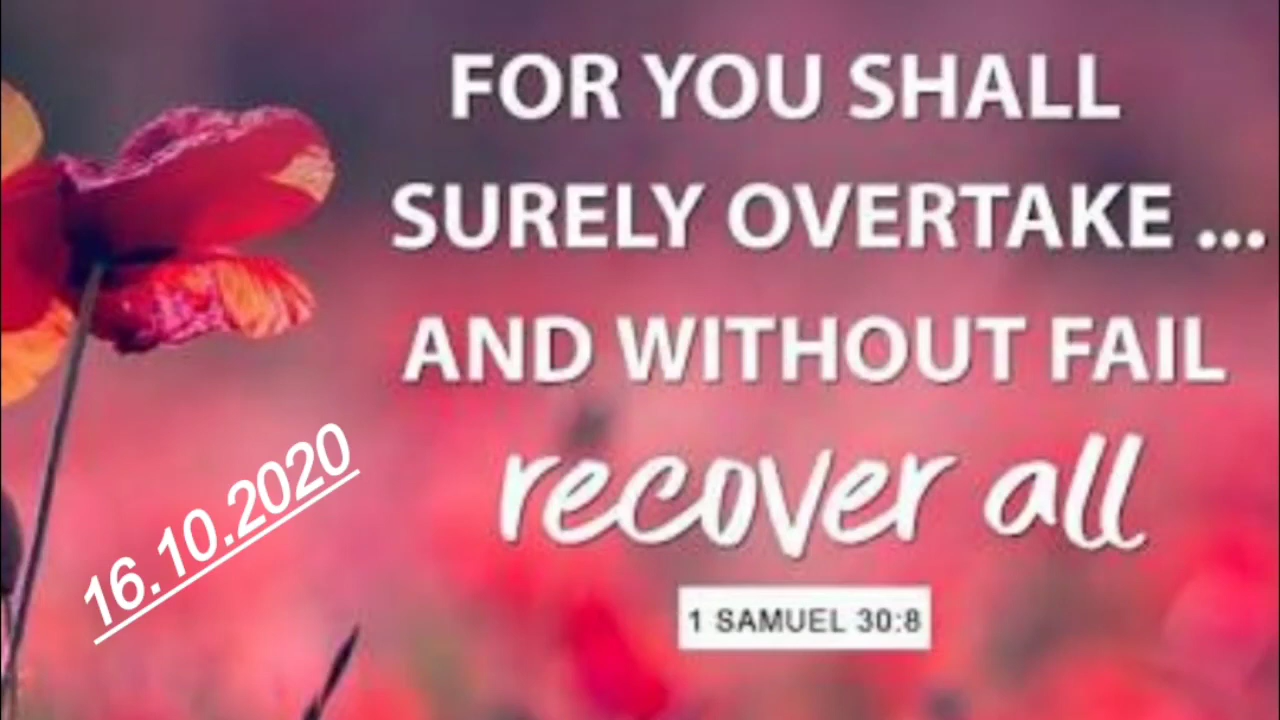 FOR YOU SHALL
SURELY OVERTAKE ...
AND WITHOUT FAIL
recover all
16.10.2020
1 SAMUEL 30:8